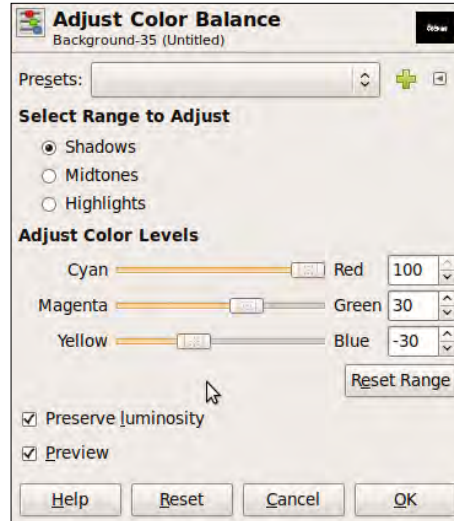 Adjust Color Balance
Background-35 (Untitled)
Presets:
Select Range to Adjust
Shadows
Midtones
Highlights
Adjust Color Levels
Cyan Red 100
Magenta Green 30
Yellow Blue -30
Reset Range
Preserve luminosity
Preview
Help Reset Cancel OK